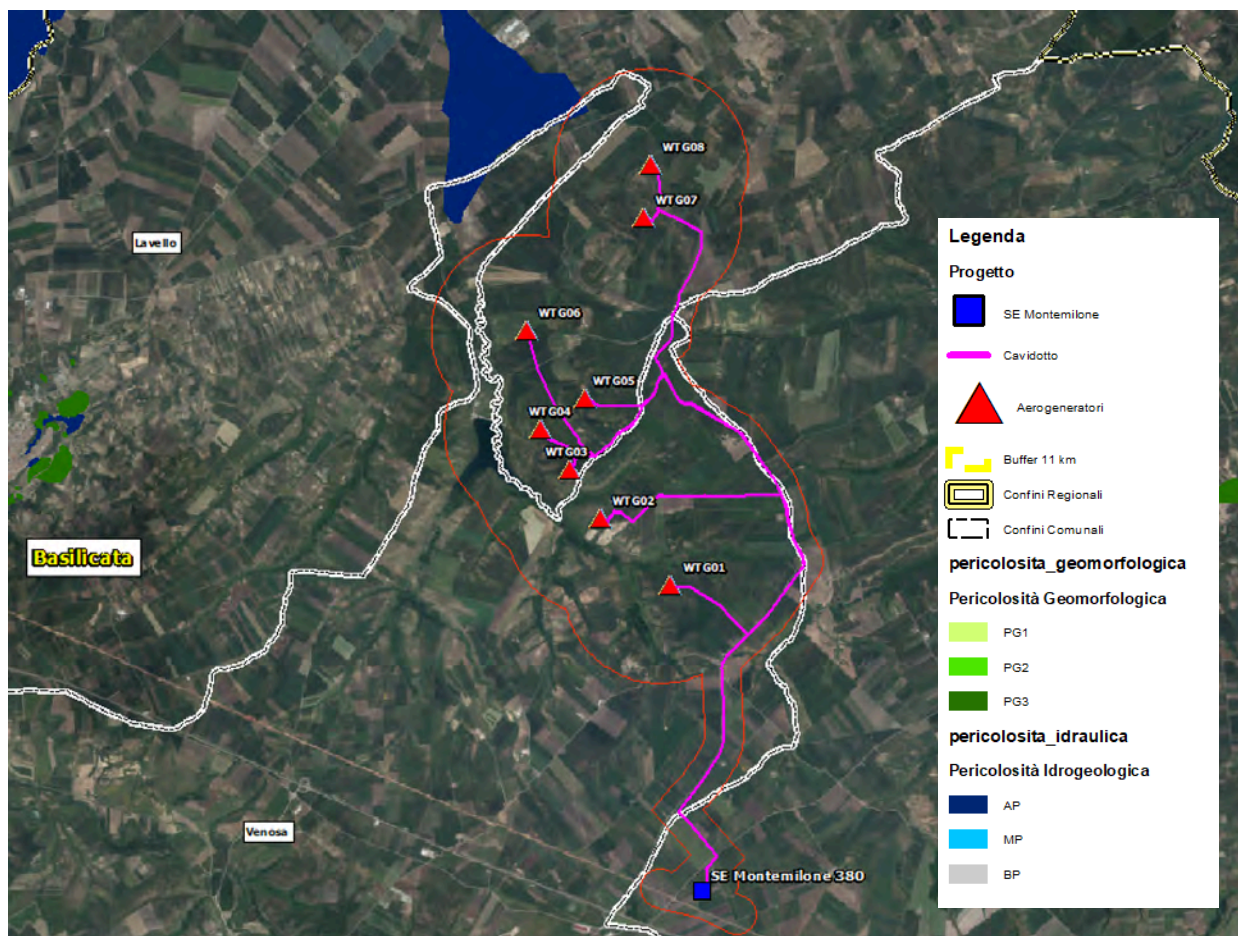 WTG08
WTG07
Lavello
WTG06
WTG05
WTG04
WTG03
WTG02
Basilicata
WTG01
Venosa
SE Montemilone 380
Legenda
Progetto
SE Montemilone
Cavidotto
Aerogeneratori
Buffer 11 km
Confini Regionali
Confini Comunali
pericolosita_geomorfologica
Pericolosità Geomorfologica
PG1
PG2
PG3
pericolosita_idraulica
Pericolosità Idrogeologica
AP
MP
BP